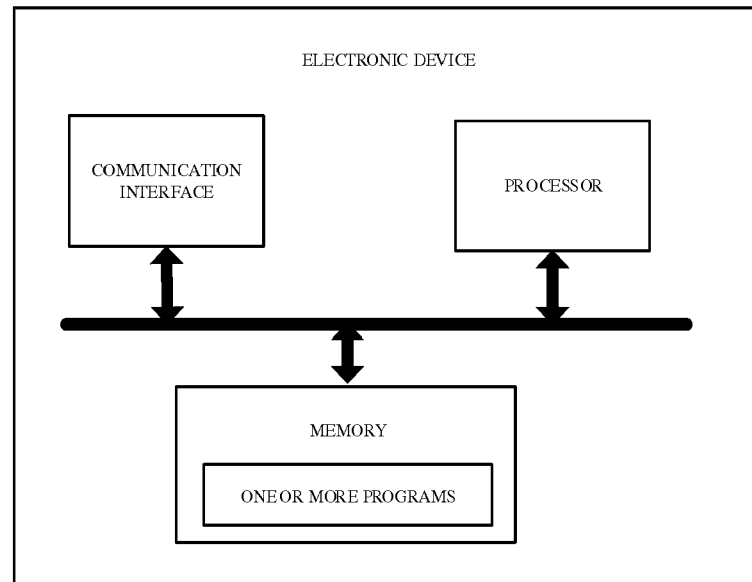 ELECTRONIC DEVICE
COMMUNICATION
INTERFACE
PROCESSOR
MEMORY
ONE OR MORE PROGRAMS